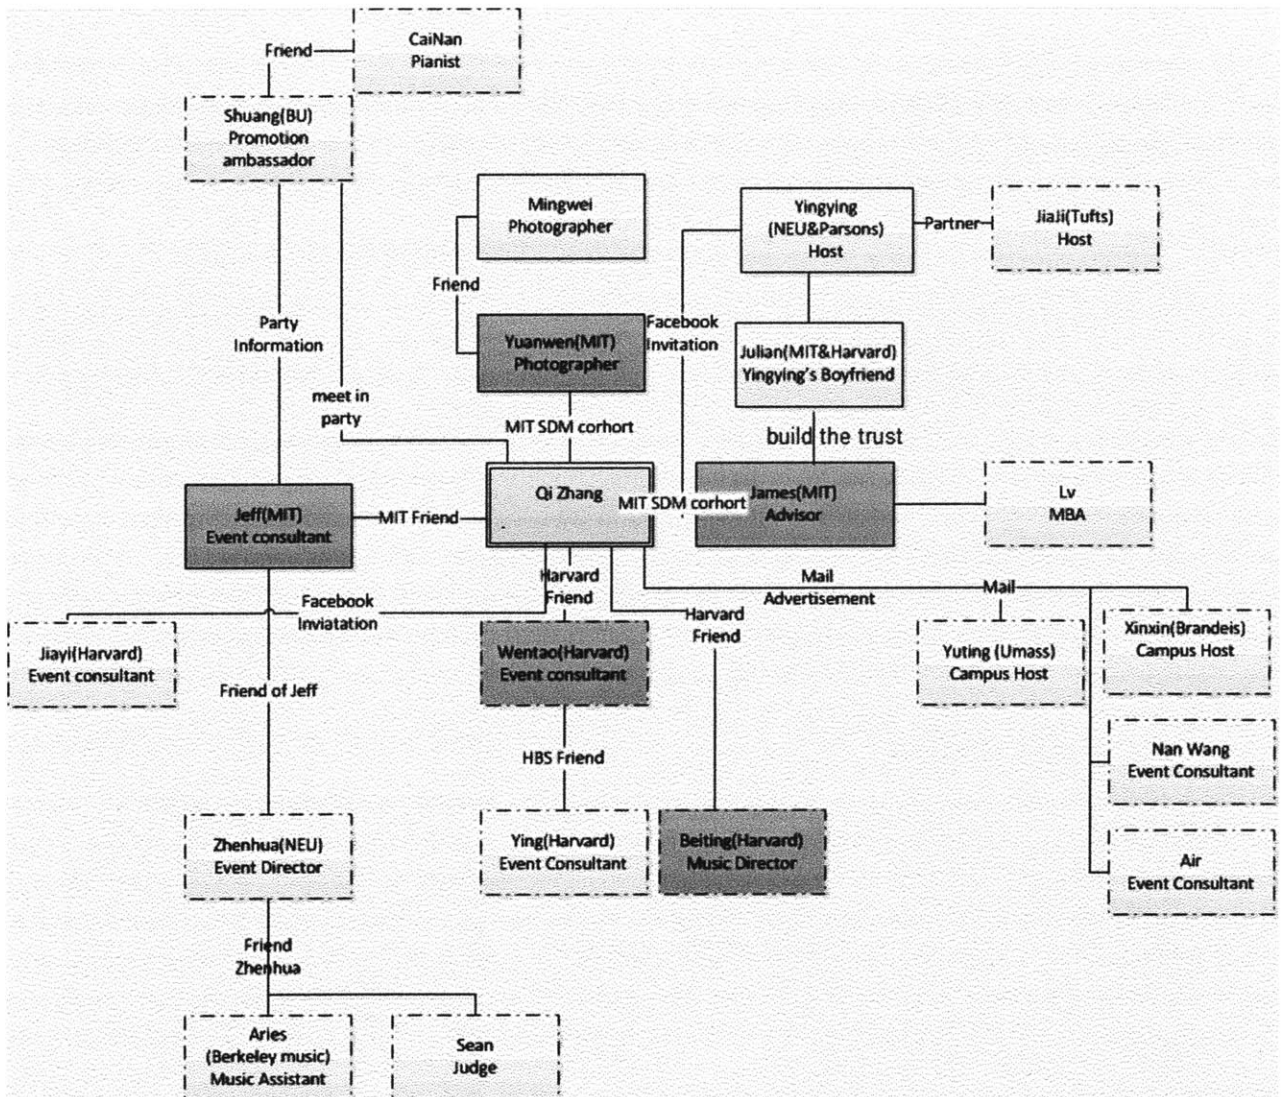 CaiNan
Pianist
Friend
Shuang(BU)
Promotion
ambassador
Mingwei
Photographer
Yingying
(NEU&Parsons)
Host
Partner
JiaJi(Tufts)
Host
Friend
Party
Information
Yuanwen(MIT)
Photographer
Facebook
Invitation
Julian(MIT&Harvard)
Yingying's Boyfriend
meet in
party
MIT SDM corhort
build the trust
Qi Zhang
MIT SDM corhort
James(MIT)
Advisor
Lv
MBA
Jeff(MIT)
Event consultant
MIT Friend
Harvard
Friend
Mail
Advertisement
Mail
Facebook
Inviatation
Harvard
Friend
Jiayi(Harvard)
Event consultant
Wentao(Harvard)
Event consultant
Yuting (Umass)
Campus Host
Xinxin(Brandeis)
Campus Host
Friend of Jeff
HBS Friend
Nan Wang
Event Consultant
Zhenhua(NEU)
Event Director
Ying(Harvard)
Event Consultant
Beiting(Harvard)
Music Director
Air
Event Consultant
Friend
Zhenhua
Aries
(Berkeley music)
Music Assistant
Sean
Judge